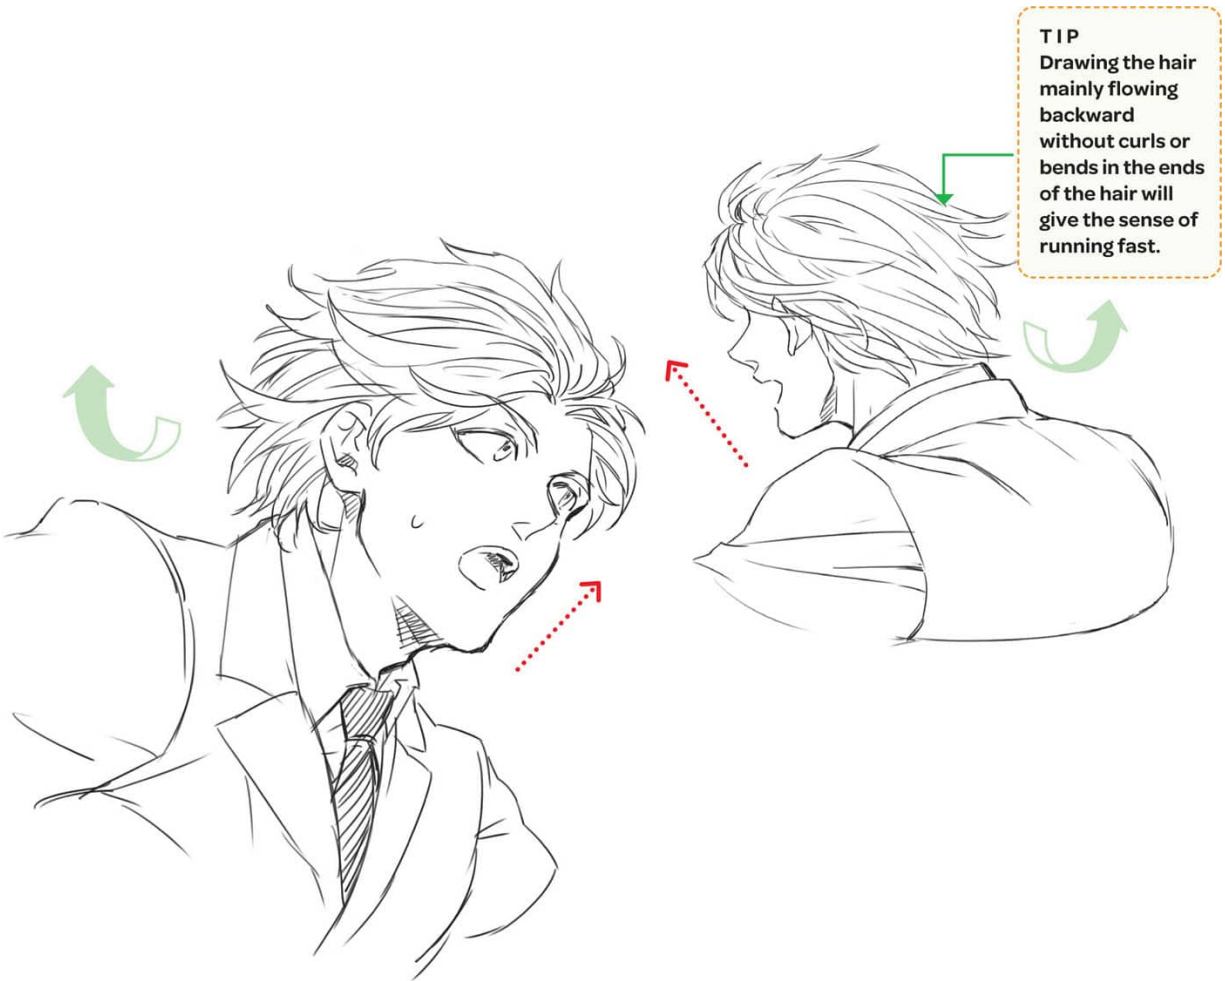 TIP
Drawing the hair
mainly flowing
backward
without curls or
bends in the ends
of the hair will
give the sense of
running fast.